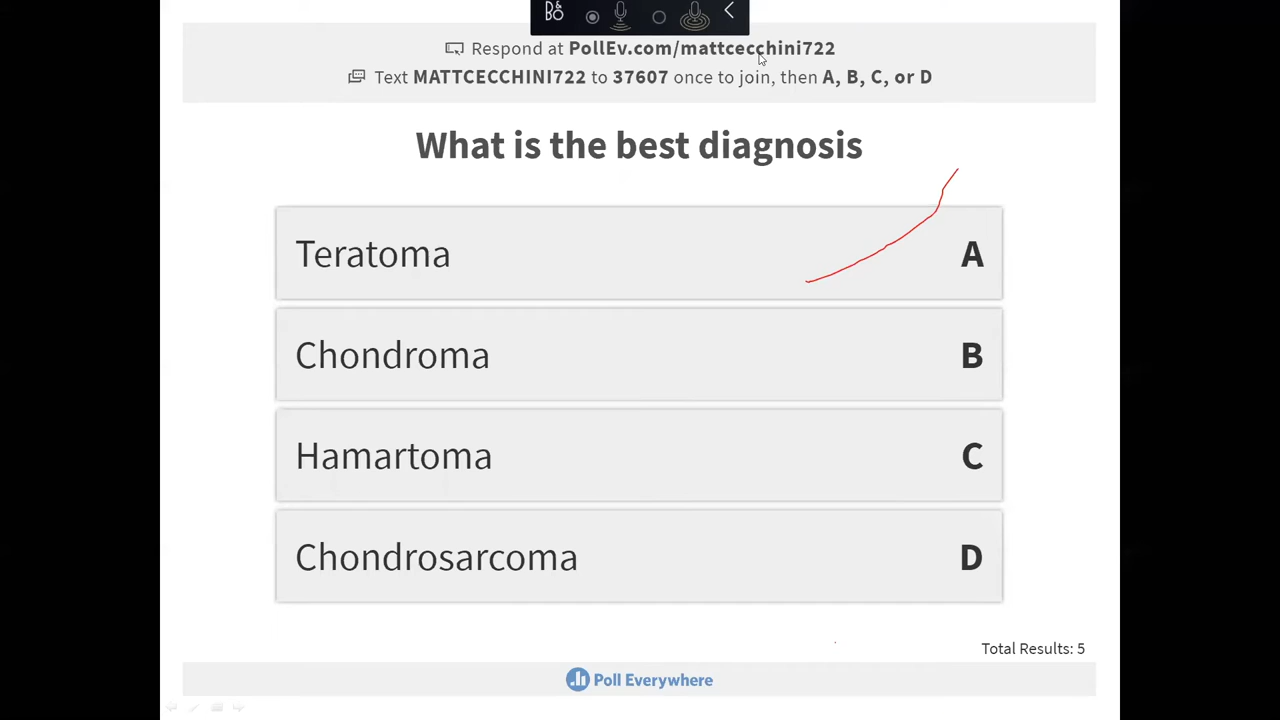 B&O
Respond at PollEv.com/mattcecchini722
Text MATTCECCHINI722 to 37607 once to join, then A, B, C, or D
What is the best diagnosis
Teratoma A
Chondroma B
Hamartoma C
Chondrosarcoma D
Total Results: 5
Poll Everywhere